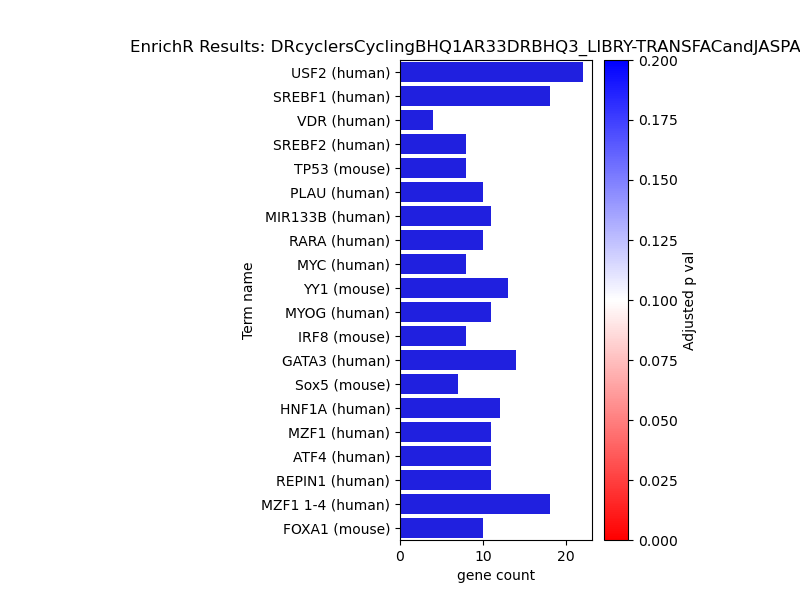 EnrichR Results: DRcyclersCyclingBHQ1AR33DRBHQ3_LIBRY-TRANSFACandJASPA
USF2 (human)
SREBF1 (human)
VDR (human)
SREBF2 (human)
TP53 (mouse)
PLAU (human)
MIR133B (human)
RARA (human)
MYC (human)
YY1 (mouse)
MYOG (human)
IRF8 (mouse)
GATA3 (human)
Sox5 (mouse)
HNF1A (human)
MZF1 (human)
ATF4 (human)
REPIN1 (human)
MZF1 1-4 (human)
FOXA1 (mouse)
Term name
0 10 20
gene count
0.200
0.175
0.150
0.125
0.100
0.075
0.050
0.025
0.000
Adjusted p val